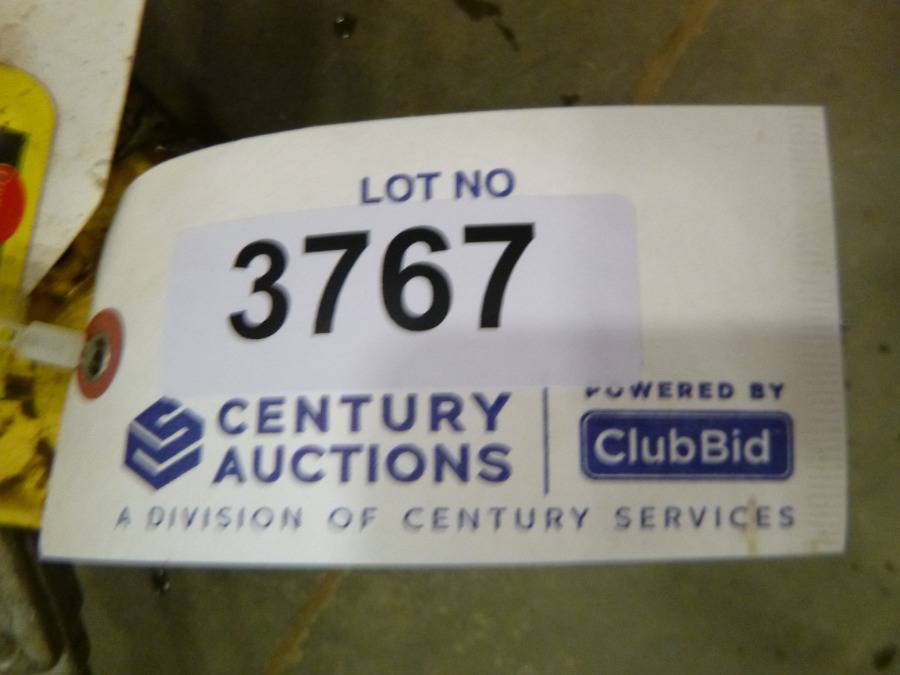 LOT NO
3767
CENTURY
AUCTIONS
POWERED BY
ClubBid
A DIVISION OF CENTURY SERVICES